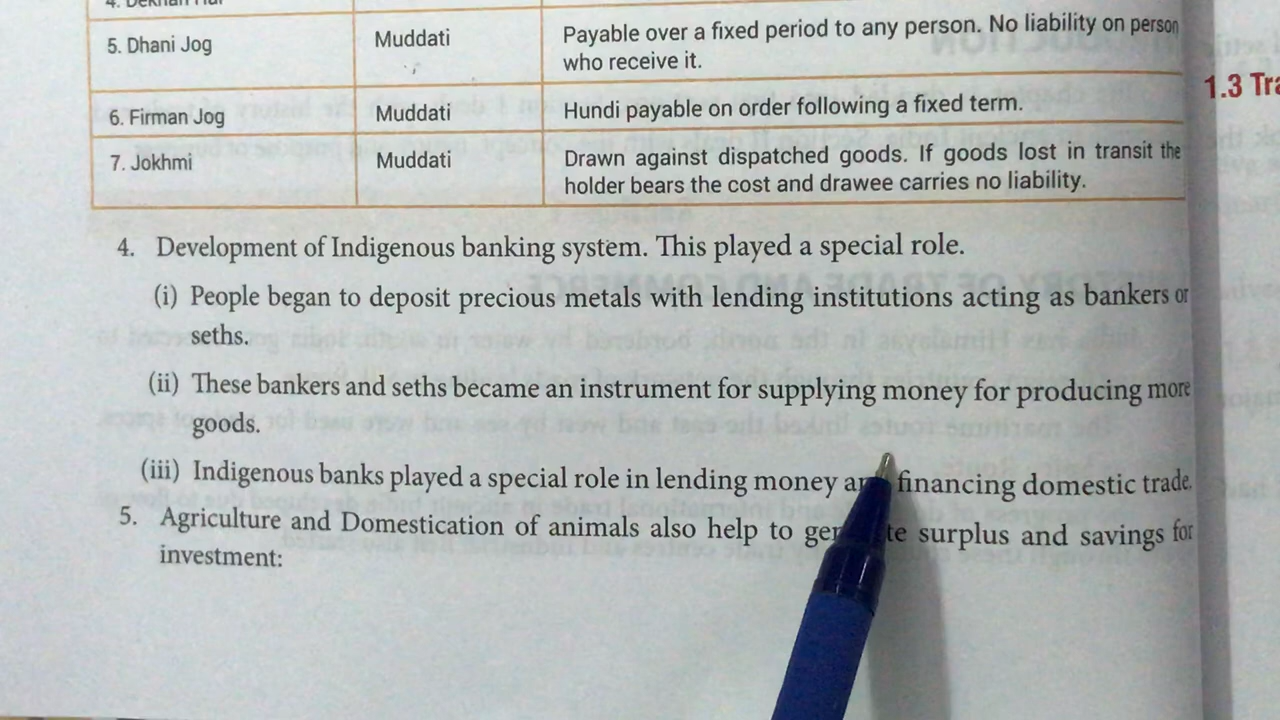 5. Dhani Jog Muddati Payable over a fixed period to any person. No liability on person
who receive it.
6. Firman Jog Muddati Hundi payable on order following a fixed term.
7. Jokhmi Muddati Drawn against dispatched goods. If goods lost in transit the
holder bears the cost and drawee carries no liability.
4. Development of Indigenous banking system. This played a special role.
(i) People began to deposit precious metals with lending institutions acting as bankers or
seths.
(ii) These bankers and seths became an instrument for supplying money for producing more
goods.
(iii) Indigenous banks played a special role in lending money financing domestic trade.
5. Agriculture and Domestication of animals also help to surplus and savings for
investment:
1.3